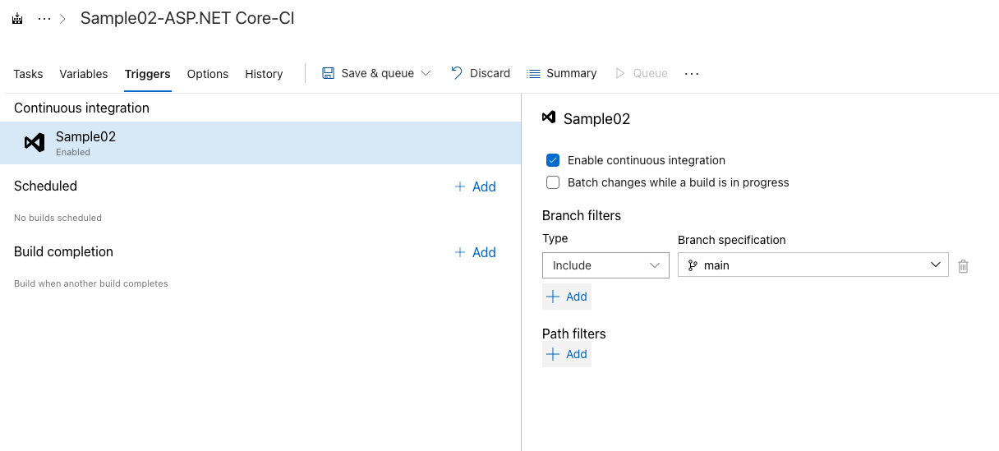 ··· > Sample02-ASP.NET Core-CI
Tasks Variables Triggers Options History Save & queue Discard Summary Queue ···
Continuous integration
Sample02
Enabled
Scheduled + Add
No builds scheduled
Build completion + Add
Build when another build completes
Sample02
Enable continuous integration
Batch changes while a build is in progress
Branch filters
Type Branch specification
Include main
+ Add
Path filters
+ Add